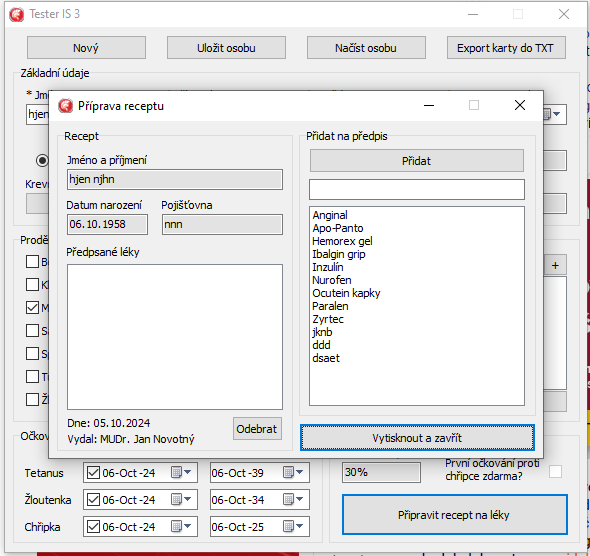 Tester IS 3
Nový
Uložit osobu
Načíst osobu
Export karty do TXT
Základní údaje
* Jm
hjen
Krev
Příprava receptu
Recept
Jméno a příjmení
hjen njhn
Datum narození
Pojišťovna
06.10.1958
nnn
Předpsané léky
Dne: 05.10.2024
Vydal: MUDr. Jan Novotný
Odebrat
Přidat na předpis
Přidat
Anginal
Apo-Panto
Hemorex gel
Ibalgin grip
Inzulín
Nurofen
Ocutein kapky
Paralen
Zyrtec
jknb
ddd
dsaet
Vytisknout a zavřít
Prodě
+
Očkov
Tetanus
06-Oct -24
06-Oct -39
Žloutenka
06-Oct -24
06-Oct -34
Chřipka
06-Oct -24
06-Oct -25
30%
První očkování proti
chřipce zdarma?
Připravit recept na léky